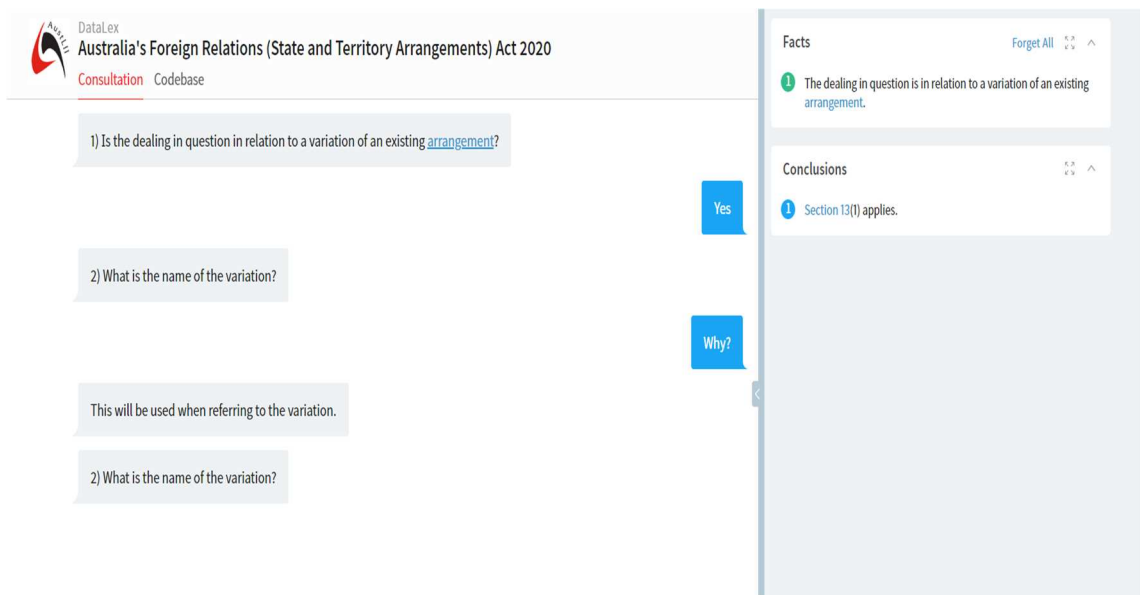 AustLII
DataLex
Australia's Foreign Relations (State and Territory Arrangements) Act 2020
Consultation Codebase
1) Is the dealing in question in relation to a variation of an existing arrangement?
Yes
2) What is the name of the variation?
Why?
This will be used when referring to the variation.
2) What is the name of the variation?
Facts Forget All
1 The dealing in question is in relation to a variation of an existing
arrangement.
Conclusions
1 Section 13(1) applies.